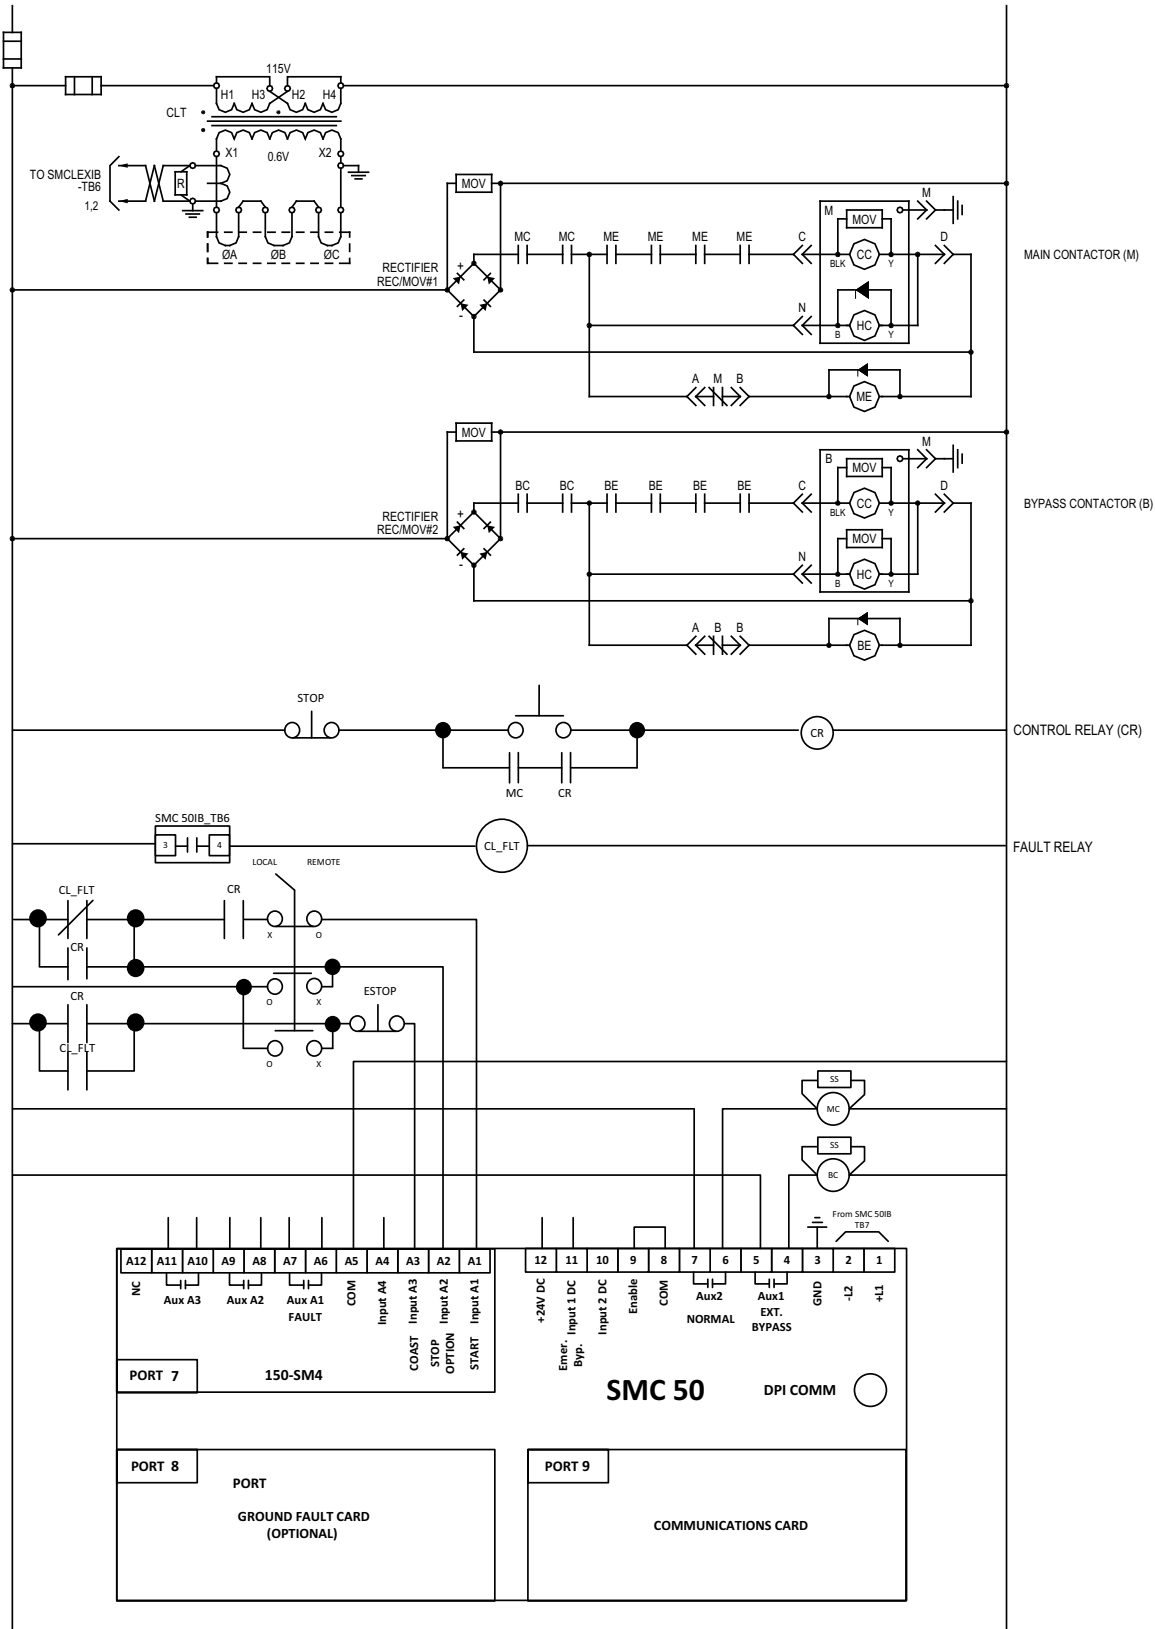 115V
H1 H3 H2 H4
CLT
X1 0.6V X2
TO SMCLEXIB
-TB6
1,2
R
ØA ØB ØC
MOV
RECTIFIER
REC/MOV#1
+
-
MC MC ME ME ME ME C
M
MOV
BLK CC Y
M
D
MAIN CONTACTOR (M)
N
B HC Y
A M B
ME
MOV
RECTIFIER
REC/MOV#2
+
-
BC BC BE BE BE BE C
B
MOV
BLK CC Y
M
D
BYPASS CONTACTOR (B)
MOV
N
B HC Y
A B B
BE
STOP
CR
CONTROL RELAY (CR)
MC CR
SMC 50IB_TB6
3 4
CL_FLT
FAULT RELAY
LOCAL REMOTE
CL_FLT
CR
X O
CR
O X
CR
ESTOP
CL_FLT
O X
SS
MC
SS
BC
From SMC 50IB
TB7
A12 A11 A10 A9 A8 A7 A6 A5 A4 A3 A2 A1
NC
Aux A3
Aux A2
Aux A1
FAULT
COM
Input A4
Input A3
COAST
Input A2
STOP
OPTION
Input A1
START
PORT 7
150-SM4
12 11 10 9 8 7 6 5 4 3 2 1
+24V DC
Input 1 DC
Emer.
Byp.
Input 2 DC
Enable
COM
Aux2
NORMAL
Aux1
EXT.
BYPASS
GND
-L2
+L1
SMC 50
DPI COMM
PORT 8
PORT
GROUND FAULT CARD
(OPTIONAL)
PORT 9
COMMUNICATIONS CARD